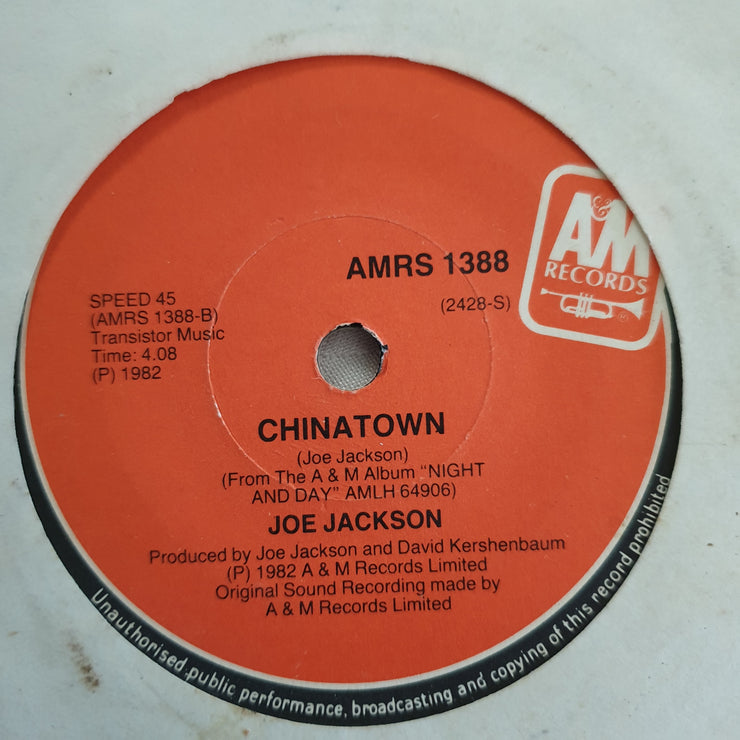 A&M
RECORDS
AMRS 1388
(2428-S)
SPEED 45
(AMRS 1388-B)
Transistor Music
Time: 4.08
(P) 1982
CHINATOWN
(Joe Jackson)
(From The A & M Album “NIGHT
AND DAY” AMLH 64906)
JOE JACKSON
Produced by Joe Jackson and David Kershenbaum
(P) 1982 A & M Records Limited
Original Sound Recording made by
A & M Records Limited
Unauthorised public performance, broadcasting and copying of this record prohibited